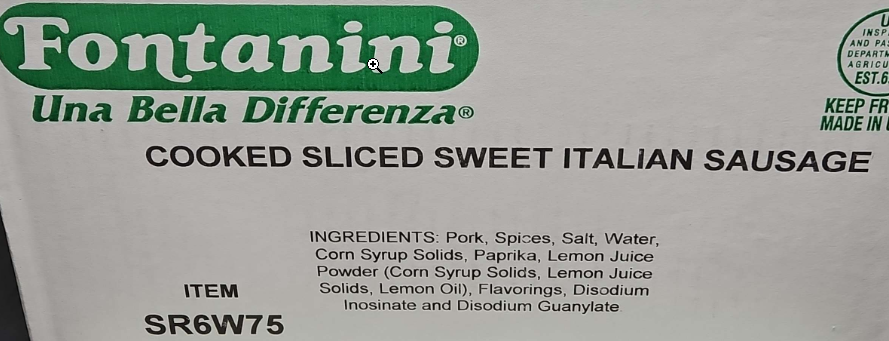 Fontanini®
Una Bella Differenza®
INSP
AND PA
DEPARTM
AGRICU
EST.6
KEEP FR
MADE IN
COOKED SLICED SWEET ITALIAN SAUSAGE
INGREDIENTS: Pork, Spices, Salt, Water,
Corn Syrup Solids, Paprika, Lemon Juice
Powder (Corn Syrup Solids, Lemon Juice
Solids, Lemon Oil), Flavorings, Disodium
Inosinate and Disodium Guanylate
ITEM
SR6W75